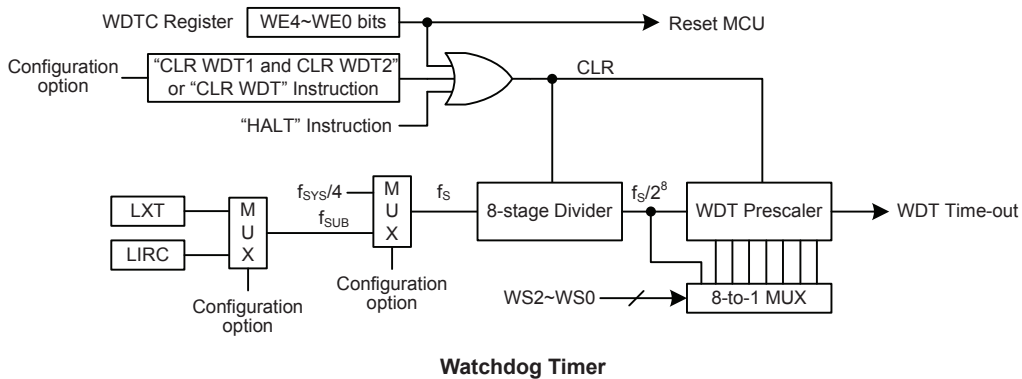 WDTC Register
WE4~WE0 bits
Reset MCU
Configuration
option
“CLR WDT1 and CLR WDT2”
or “CLR WDT” Instruction
CLR
“HALT” Instruction
LXT
LIRC
M
U
X
Configuration
option
fSYS/4
fSUB
M
U
X
Configuration
option
fS
8-stage Divider
fS/2⁸
WDT Prescaler
WDT Time-out
WS2~WS0
8-to-1 MUX
Watchdog Timer